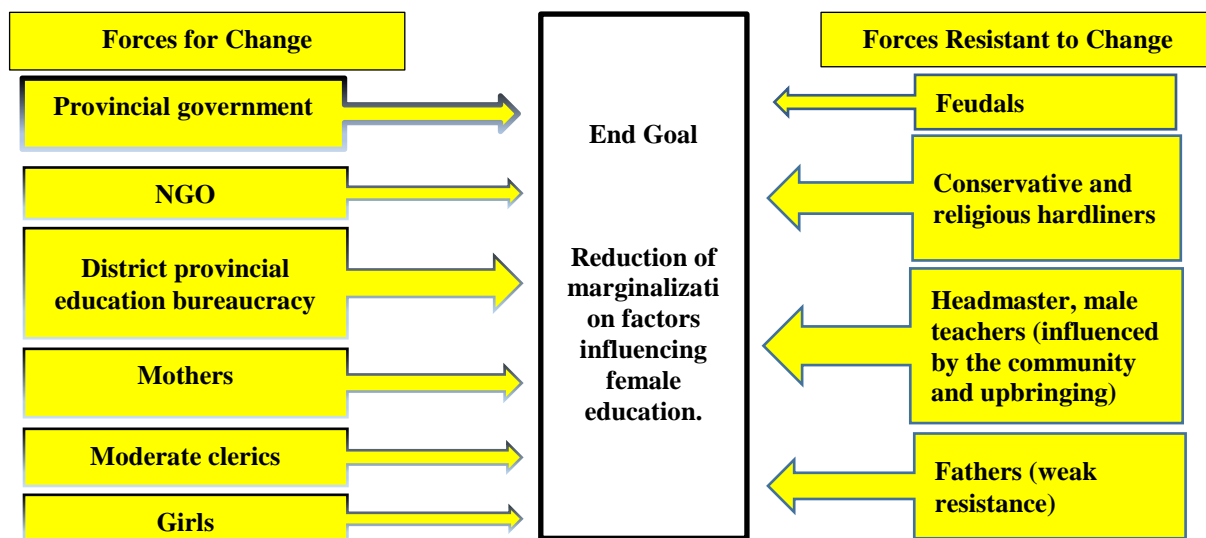 Forces for Change
Provincial government
NGO
District provincial
education bureaucracy
Mothers
Moderate clerics
Girls
End Goal
Reduction of
marginalizati
on factors
influencing
female
education.
Forces Resistant to Change
Feudals
Conservative and
religious hardliners
Headmaster, male
teachers (influenced
by the community
and upbringing)
Fathers (weak
resistance)